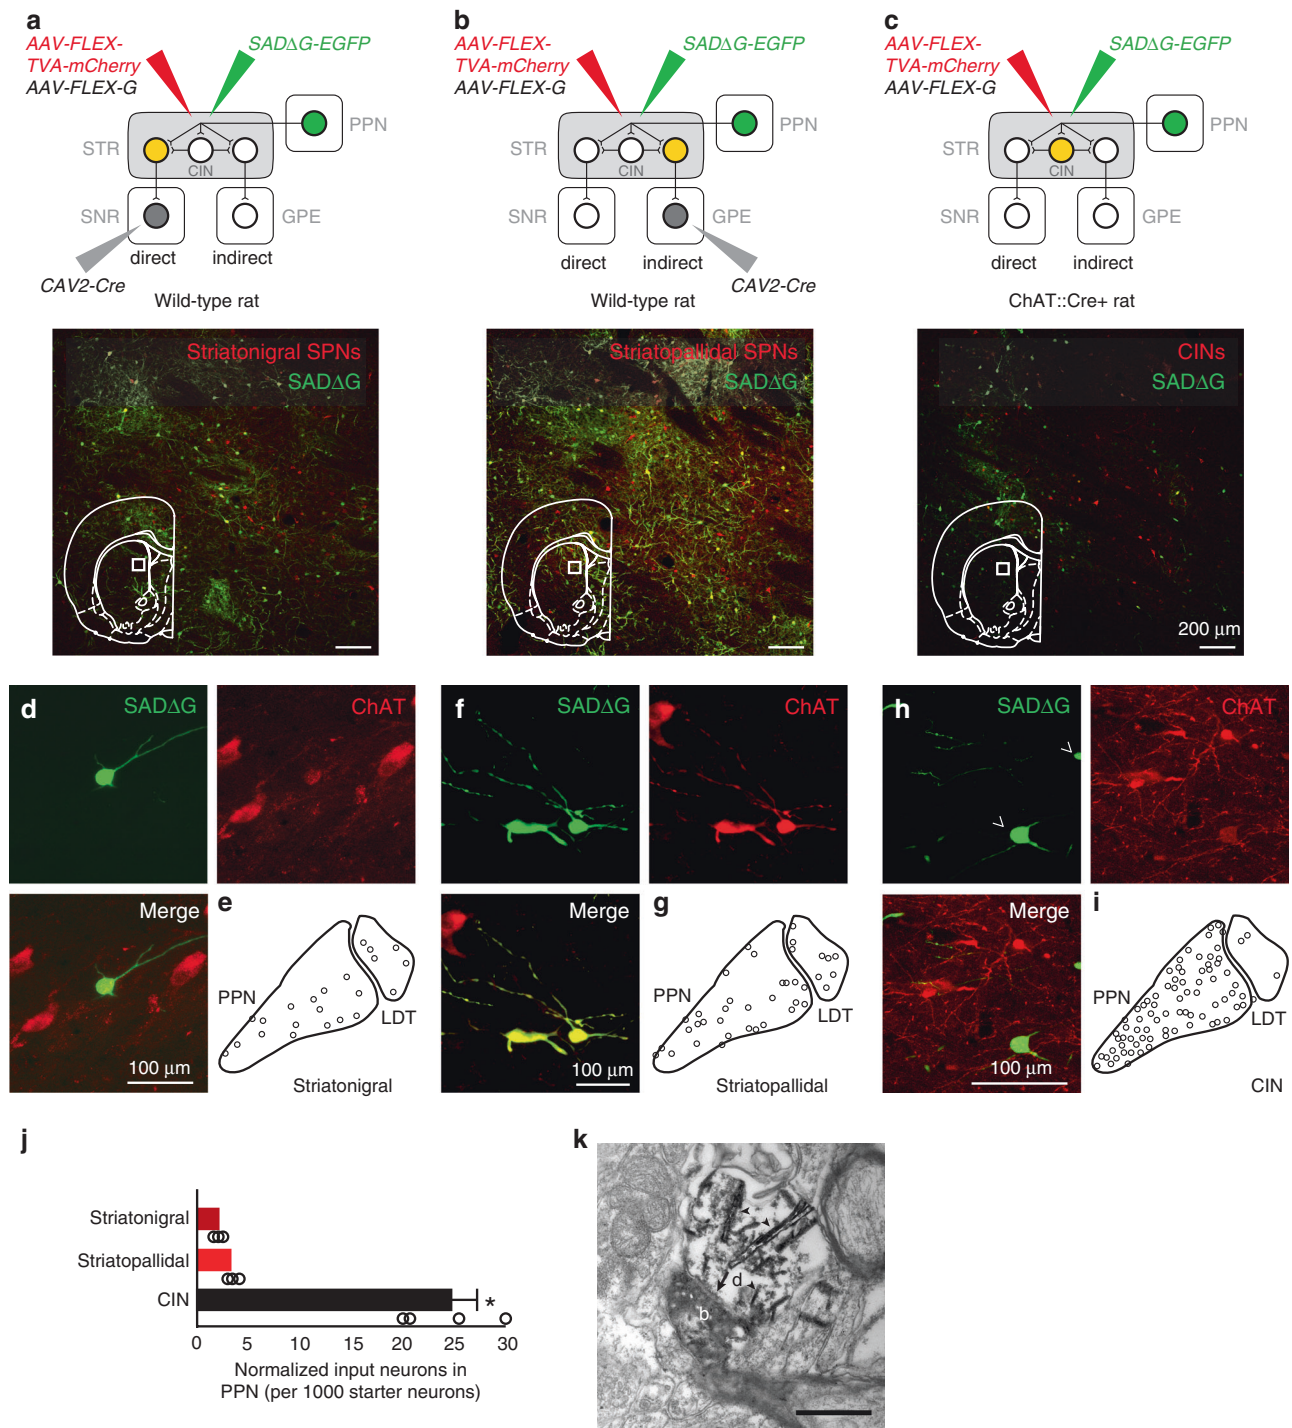 a
AAV-FLEX-
TVA-mCherry
AAV-FLEX-G
SADΔG-EGFP
STR
CIN
PPN
SNR
GPE
direct
indirect
CAV2-Cre
Wild-type rat
Striatonigral SPNs
SADΔG
b
AAV-FLEX-
TVA-mCherry
AAV-FLEX-G
SADΔG-EGFP
STR
CIN
PPN
SNR
GPE
direct
indirect
CAV2-Cre
Wild-type rat
Striatopallidal SPNs
SADΔG
c
AAV-FLEX-
TVA-mCherry
AAV-FLEX-G
SADΔG-EGFP
STR
CIN
PPN
SNR
GPE
direct
indirect
ChAT::Cre+ rat
CINs
SADΔG
200 μm
d
SADΔG
ChAT
Merge
100 μm
e
PPN
LDT
Striatonigral
f
SADΔG
ChAT
Merge
100 μm
g
PPN
LDT
Striatopallidal
h
SADΔG
ChAT
Merge
100 μm
i
PPN
LDT
CIN
j
Striatonigral
Striatopallidal
CIN
*
0 5 10 15 20 25 30
Normalized input neurons in
PPN (per 1000 starter neurons)
k
d
b